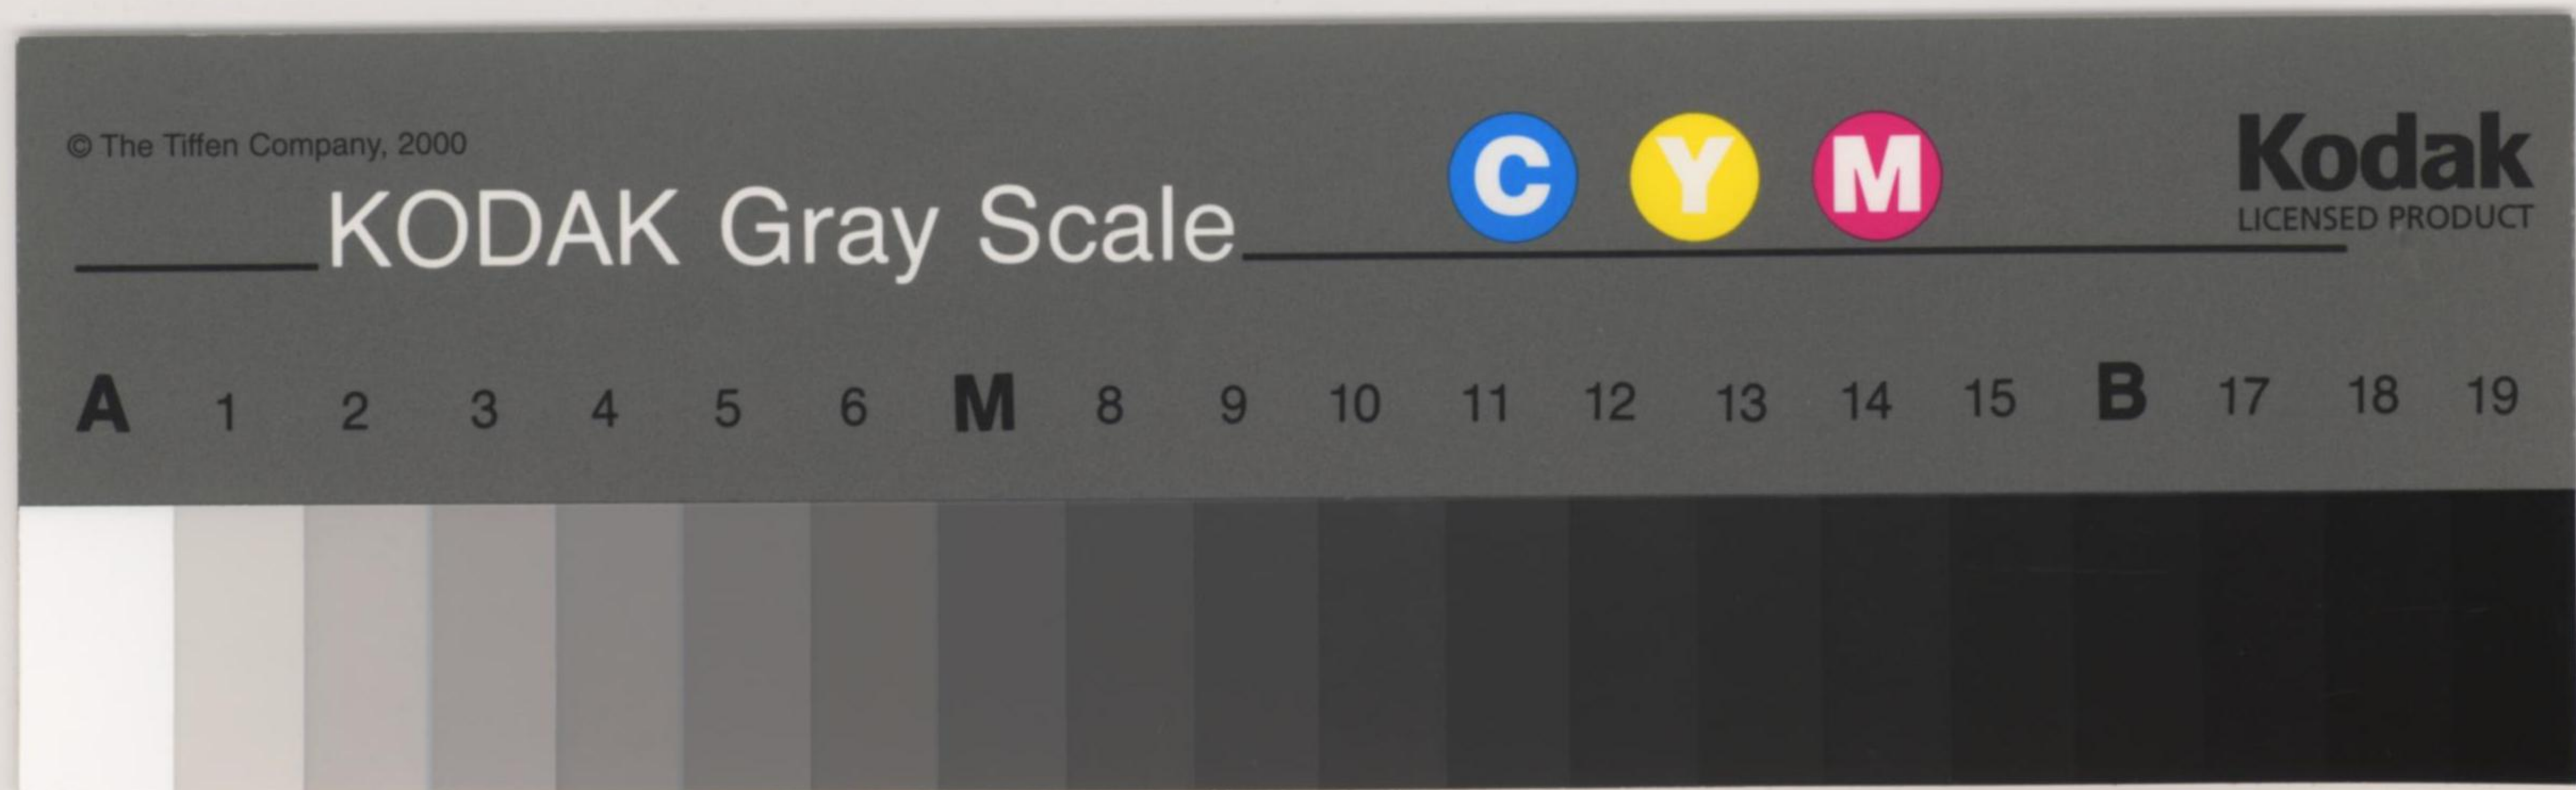 © The Tiffen Company, 2000
KODAK Gray Scale
C Y M
Kodak
LICENSED PRODUCT
A 1 2 3 4 5 6 M 8 9 10 11 12 13 14 15 B 17 18 19